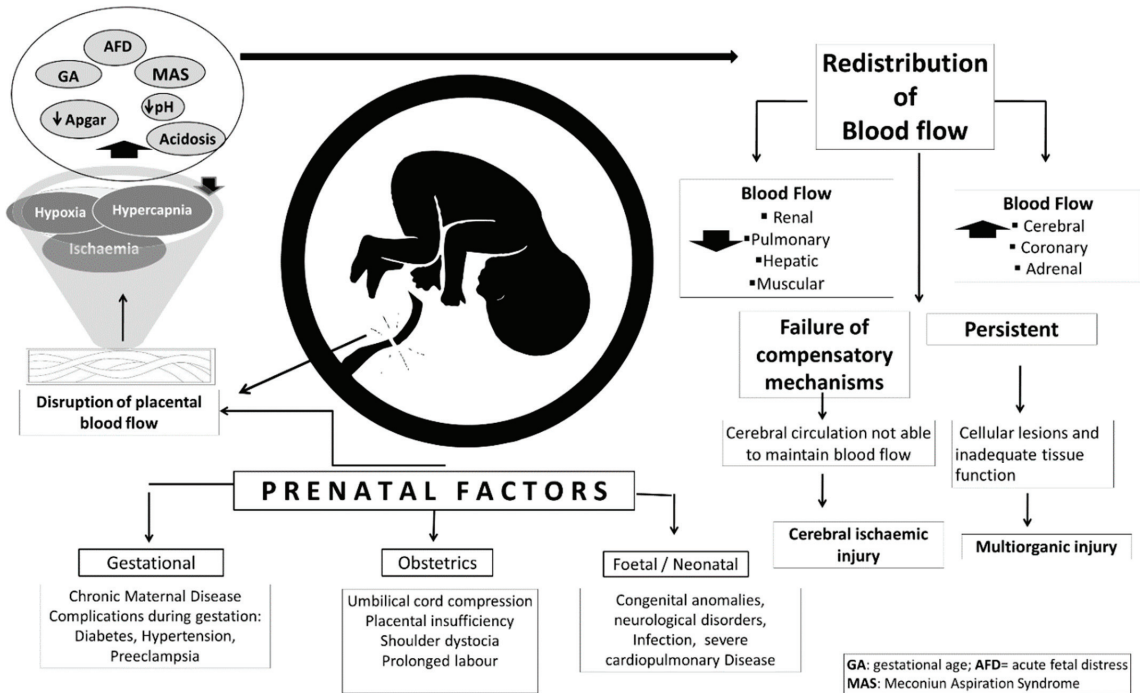 AFD
GA
MAS
↓ Apgar
↓pH
Acidosis
Hypoxia
Hypercapnia
Ischaemia
Disruption of placental
blood flow
Redistribution
of
Blood flow
Blood Flow
▪ Renal
▪ Pulmonary
▪ Hepatic
▪ Muscular
Blood Flow
▪ Cerebral
▪ Coronary
▪ Adrenal
Failure of
compensatory
mechanisms
Cerebral circulation not able
to maintain blood flow
Cerebral ischaemic
injury
Persistent
Cellular lesions and
inadequate tissue
function
Multiorganic injury
PRENATAL FACTORS
Gestational
Chronic Maternal Disease
Complications during gestation:
Diabetes, Hypertension,
Preeclampsia
Obstetrics
Umbilical cord compression
Placental insufficiency
Shoulder dystocia
Prolonged labour
Foetal / Neonatal
Congenital anomalies,
neurological disorders,
Infection, severe
cardiopulmonary Disease
GA: gestational age; AFD= acute fetal distress
MAS: Meconiun Aspiration Syndrome